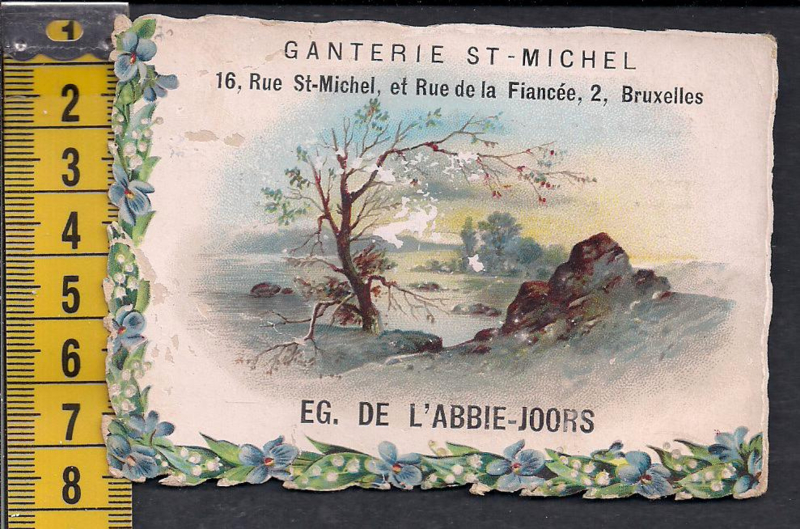 GANTERIE ST-MICHEL
16, Rue St-Michel, et Rue de la Fiancée, 2, Bruxelles
EG. DE L'ABBIE-JOORS
1
2
3
4
5
6
7
8